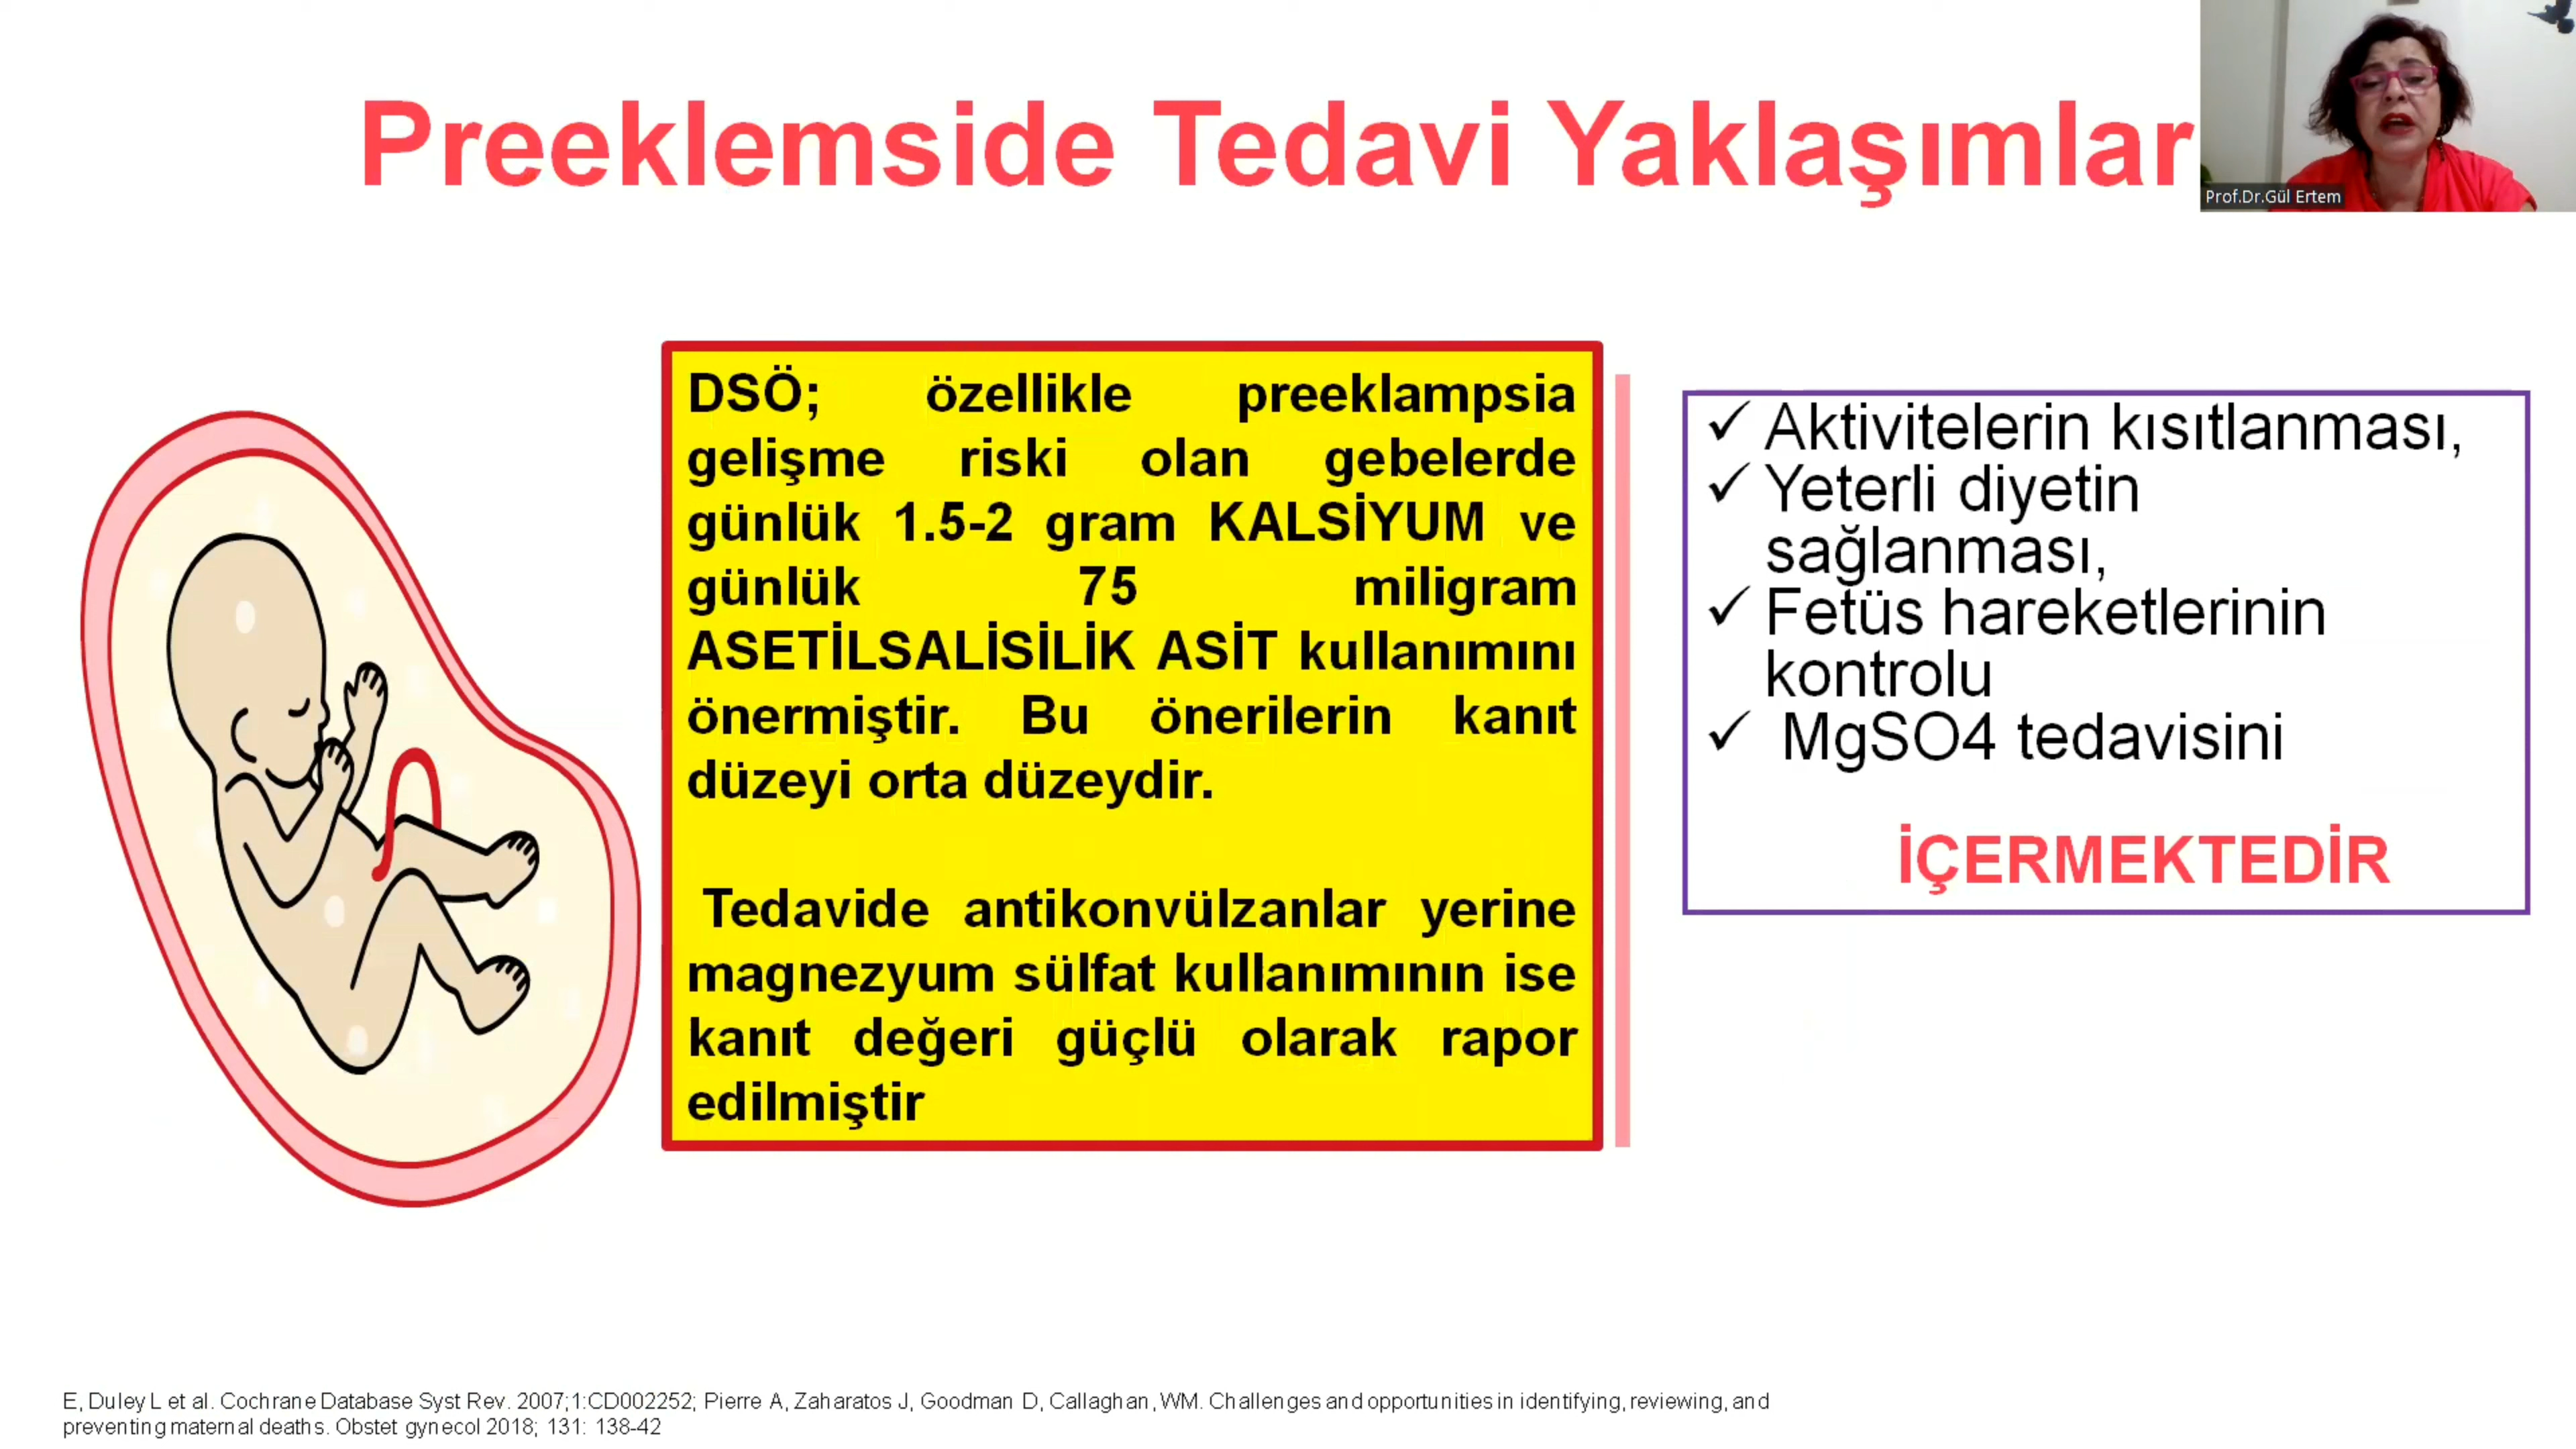 Preeklemside Tedavi Yaklaşımlar
Prof.Dr.Gül Ertem
DSÖ; özellikle preeklampsia
gelişme riski olan gebelerde
günlük 1.5-2 gram KALSİYUM ve
günlük 75 miligram
ASETİLSALİSİLİK ASİT kullanımını
önermiştir. Bu önerilerin kanıt
düzeyi orta düzeydir.
Tedavide antikonvülzanlar yerine
magnezyum sülfat kullanımının ise
kanıt değeri güçlü olarak rapor
edilmiştir
✓ Aktivitelerin kısıtlanması,
✓ Yeterli diyetin
sağlanması,
✓ Fetüs hareketlerinin
kontrolu
✓ MgSO4 tedavisini
İÇERMEKTEDİR
E, Duley L et al. Cochrane Database Syst Rev. 2007;1:CD002252; Pierre A, Zaharatos J, Goodman D, Callaghan, WM. Challenges and opportunities in identifying, reviewing, and
preventing maternal deaths. Obstet gynecol 2018; 131: 138-42